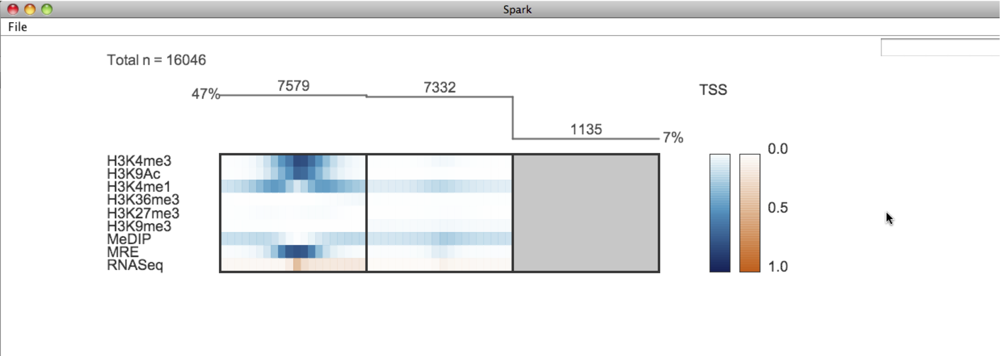 Spark
File
Total n = 16046
47% 7579 7332 TSS
1135 7%
0.0
H3K4me3
H3K9Ac
H3K4me1
H3K36me3
0.5
H3K27me3
H3K9me3
MeDIP
MRE
RNASeq
1.0